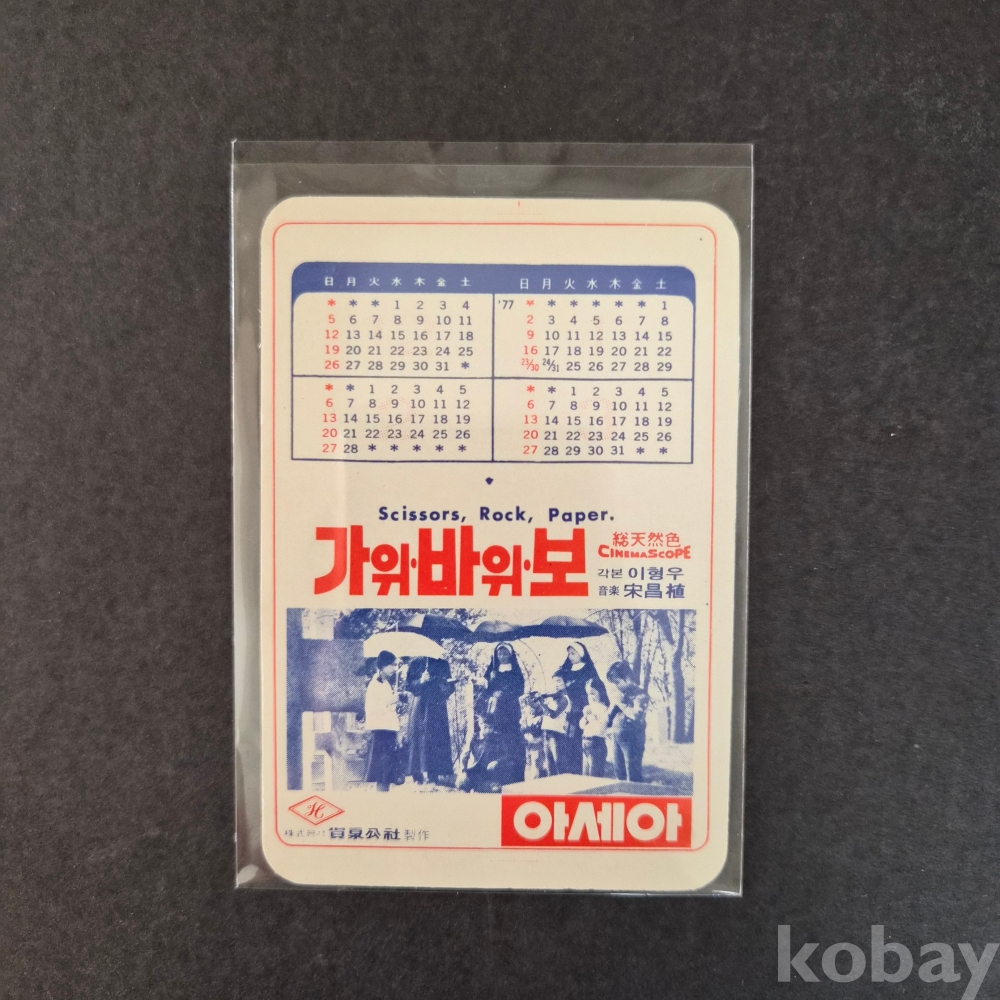 日 月 火 水 木 金 土
* * * 1 2 3 4
5 6 7 8 9 10 11
12 13 14 15 16 17 18
19 20 21 22 23 24 25
26 27 28 29 30 31 *
日 月 火 水 木 金 土
'77 * * * * * * 1
2 3 4 5 6 7 8
9 10 11 12 13 14 15
16 17 18 19 20 21 22
23/30 24/31 25 26 27 28 29
* * 1 2 3 4 5
6 7 8 9 10 11 12
13 14 15 16 17 18 19
20 21 22 23 24 25 26
27 28 * * * * *
* * 1 2 3 4 5
6 7 8 9 10 11 12
13 14 15 16 17 18 19
20 21 22 23 24 25 26
27 28 29 30 31 * *
Scissors, Rock, Paper.
가위·바위·보
総天然色
CINEMASCOPE
각본 이형우
音楽 宋昌植
H
株式会社 貨泉公社 製作
아세아
kobay